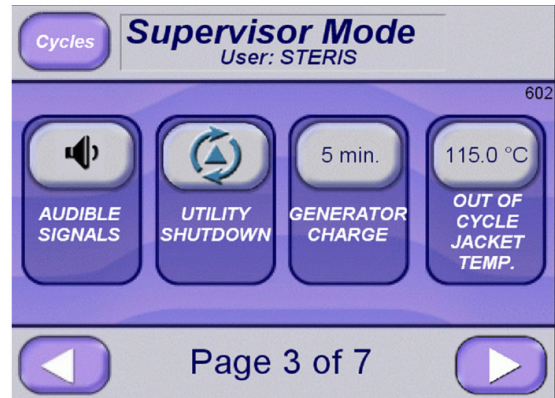 Cycles
Supervisor Mode
User: STERIS
602
AUDIBLE
SIGNALS
UTILITY
SHUTDOWN
5 min.
GENERATOR
CHARGE
115.0 °C
OUT OF
CYCLE
JACKET
TEMP.
Page 3 of 7